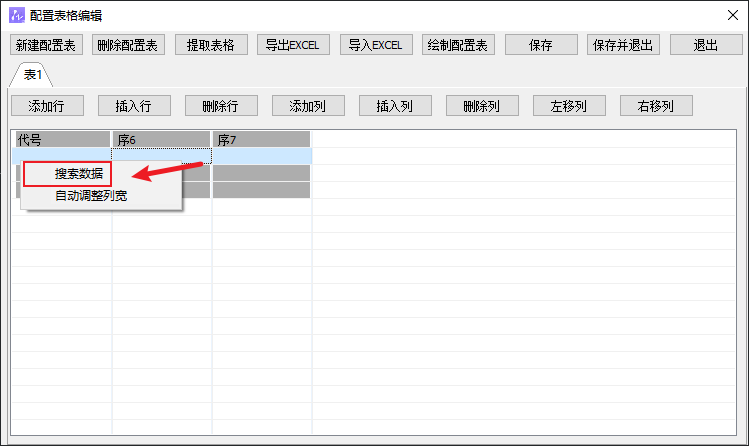 配置表格编辑
新建配置表 删除配置表 提取表格 导出EXCEL 导入EXCEL 绘制配置表 保存 保存并退出 退出
表1
添加行 插入行 删除行 添加列 插入列 删除列 左移列 右移列
代号 序6 序7
搜索数据
自动调整列宽